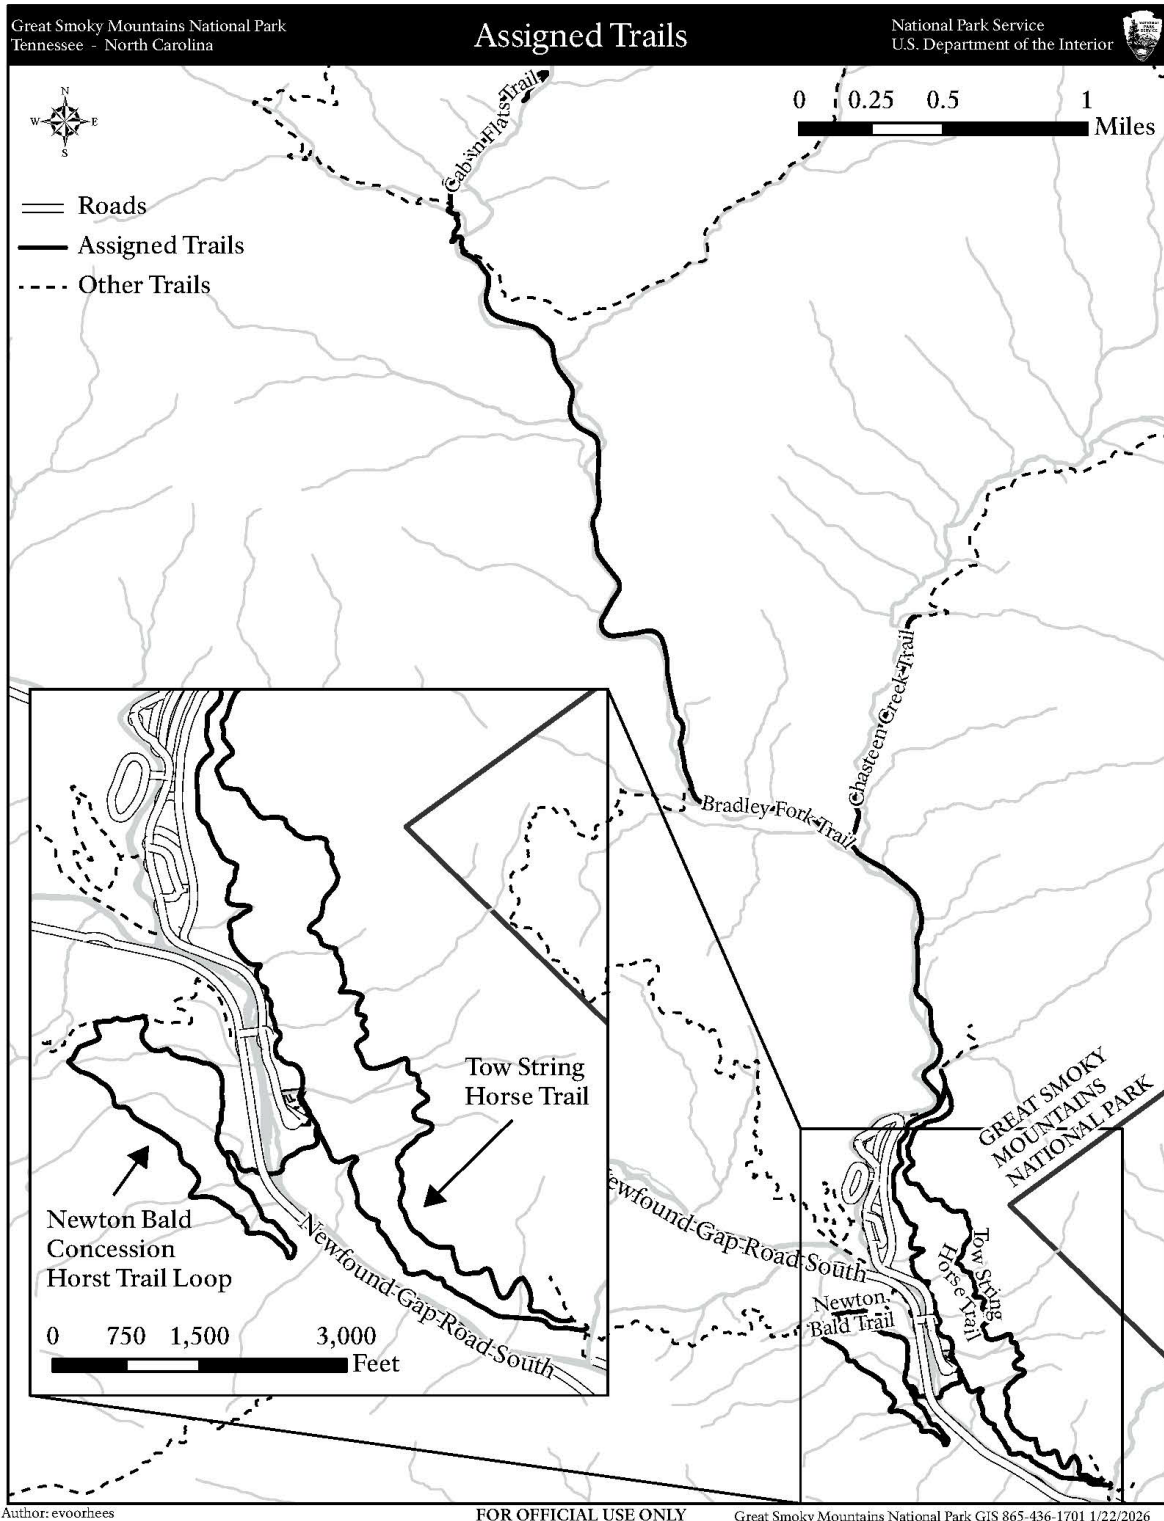 Great Smoky Mountains National Park
Tennessee - North Carolina
Assigned Trails
National Park Service
U.S. Department of the Interior
NATIONAL
PARK
SERVICE
N
W
E
S
0 0.25 0.5 1
Miles
Roads
Assigned Trails
Other Trails
Cabin Flats Trail
Chasteen Creek Trail
Bradley Fork Trail
GREAT SMOKY
MOUNTAINS
NATIONAL PARK
ewfound Gap Road South
Newton
Bald Trail
Tow String
Horse Trail
Tow String
Horse Trail
Newton Bald
Concession
Horst Trail Loop
Newfound Gap Road South
0 750 1,500 3,000
Feet
Author: evoorhees
FOR OFFICIAL USE ONLY
Great Smoky Mountains National Park GIS 865-436-1701 1/22/2026